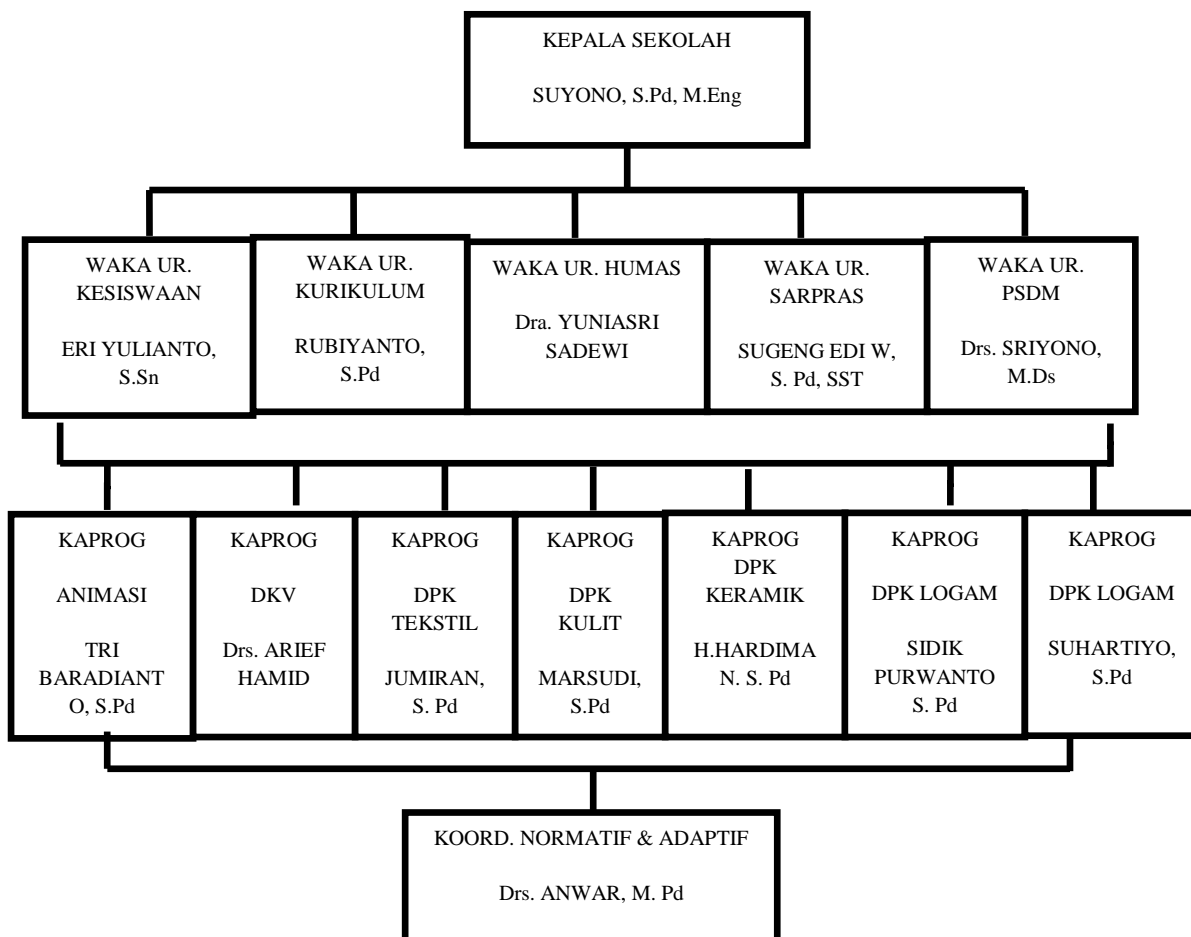 KEPALA SEKOLAH
SUYONO, S.Pd, M.Eng
WAKA UR.
KESISWAAN
ERI YULIANTO,
S.Sn
WAKA UR.
KURIKULUM
RUBIYANTO,
S.Pd
WAKA UR. HUMAS
Dra. YUNIASRI
SADEWI
WAKA UR.
SARPRAS
SUGENG EDI W,
S. Pd, SST
WAKA UR.
PSDM
Drs. SRIYONO,
M.Ds
KAPROG
ANIMASI
TRI
BARADIANT
O, S.Pd
KAPROG
DKV
Drs. ARIEF
HAMID
KAPROG
DPK
TEKSTIL
JUMIRAN,
S. Pd
KAPROG
DPK
KULIT
MARSUDI,
S.Pd
KAPROG
DPK
KERAMIK
H.HARDIMA
N. S. Pd
KAPROG
DPK LOGAM
SIDIK
PURWANTO
S. Pd
KAPROG
DPK LOGAM
SUHARTIYO,
S.Pd
KOORD. NORMATIF & ADAPTIF
Drs. ANWAR, M. Pd